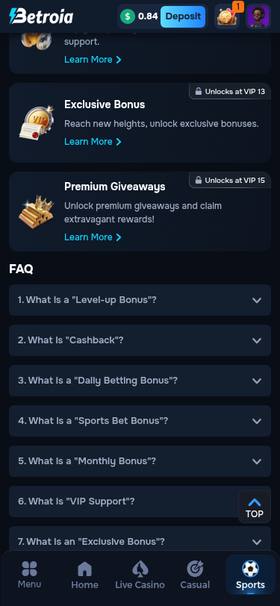 Betroia
$ 0.84 Deposit
1
support.
Learn More >
Unlocks at VIP 13
Exclusive Bonus
VIP
Reach new heights, unlock exclusive bonuses.
Learn More >
Unlocks at VIP 15
Premium Giveaways
Unlock premium giveaways and claim
extravagant rewards!
Learn More >
FAQ
1. What Is a "Level-up Bonus"?
2. What Is "Cashback"?
3. What Is a "Daily Betting Bonus"?
4. What Is a "Sports Bet Bonus"?
5. What Is a "Monthly Bonus"?
6. What Is "VIP Support"?
TOP
7. What Is an "Exclusive Bonus"?
Menu
Home
Live Casino
Casual
Sports